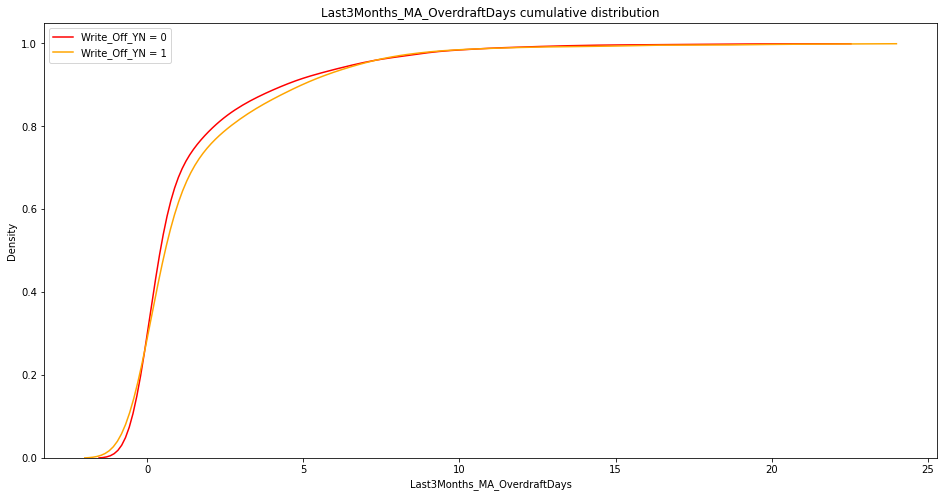 Last3Months_MA_OverdraftDays cumulative distribution
Write_Off_YN = 0
Write_Off_YN = 1
Density
1.0
0.8
0.6
0.4
0.2
0.0
0 5 10 15 20 25
Last3Months_MA_OverdraftDays